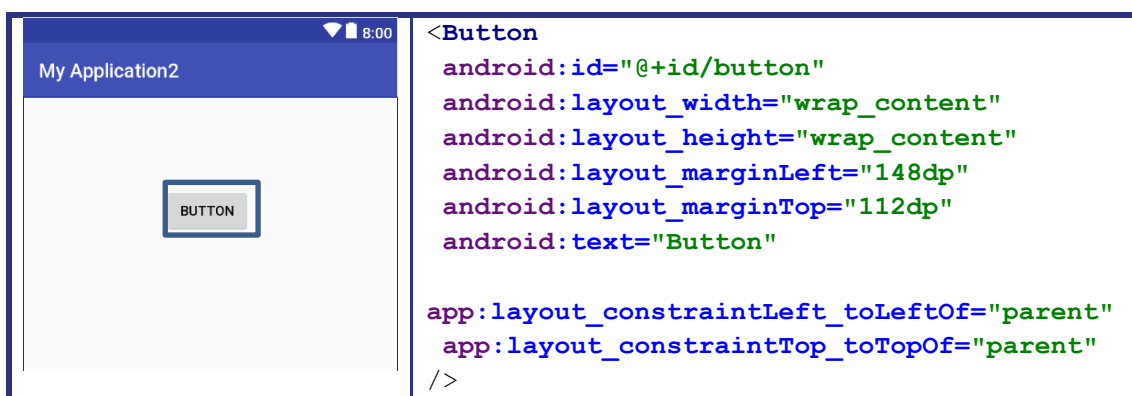 8:00
My Application2
BUTTON
<Button
android:id="@+id/button"
android:layout_width="wrap_content"
android:layout_height="wrap_content"
android:layout_marginLeft="148dp"
android:layout_marginTop="112dp"
android:text="Button"
app:layout_constraintLeft_toLeftOf="parent"
app:layout_constraintTop_toTopOf="parent"
/>